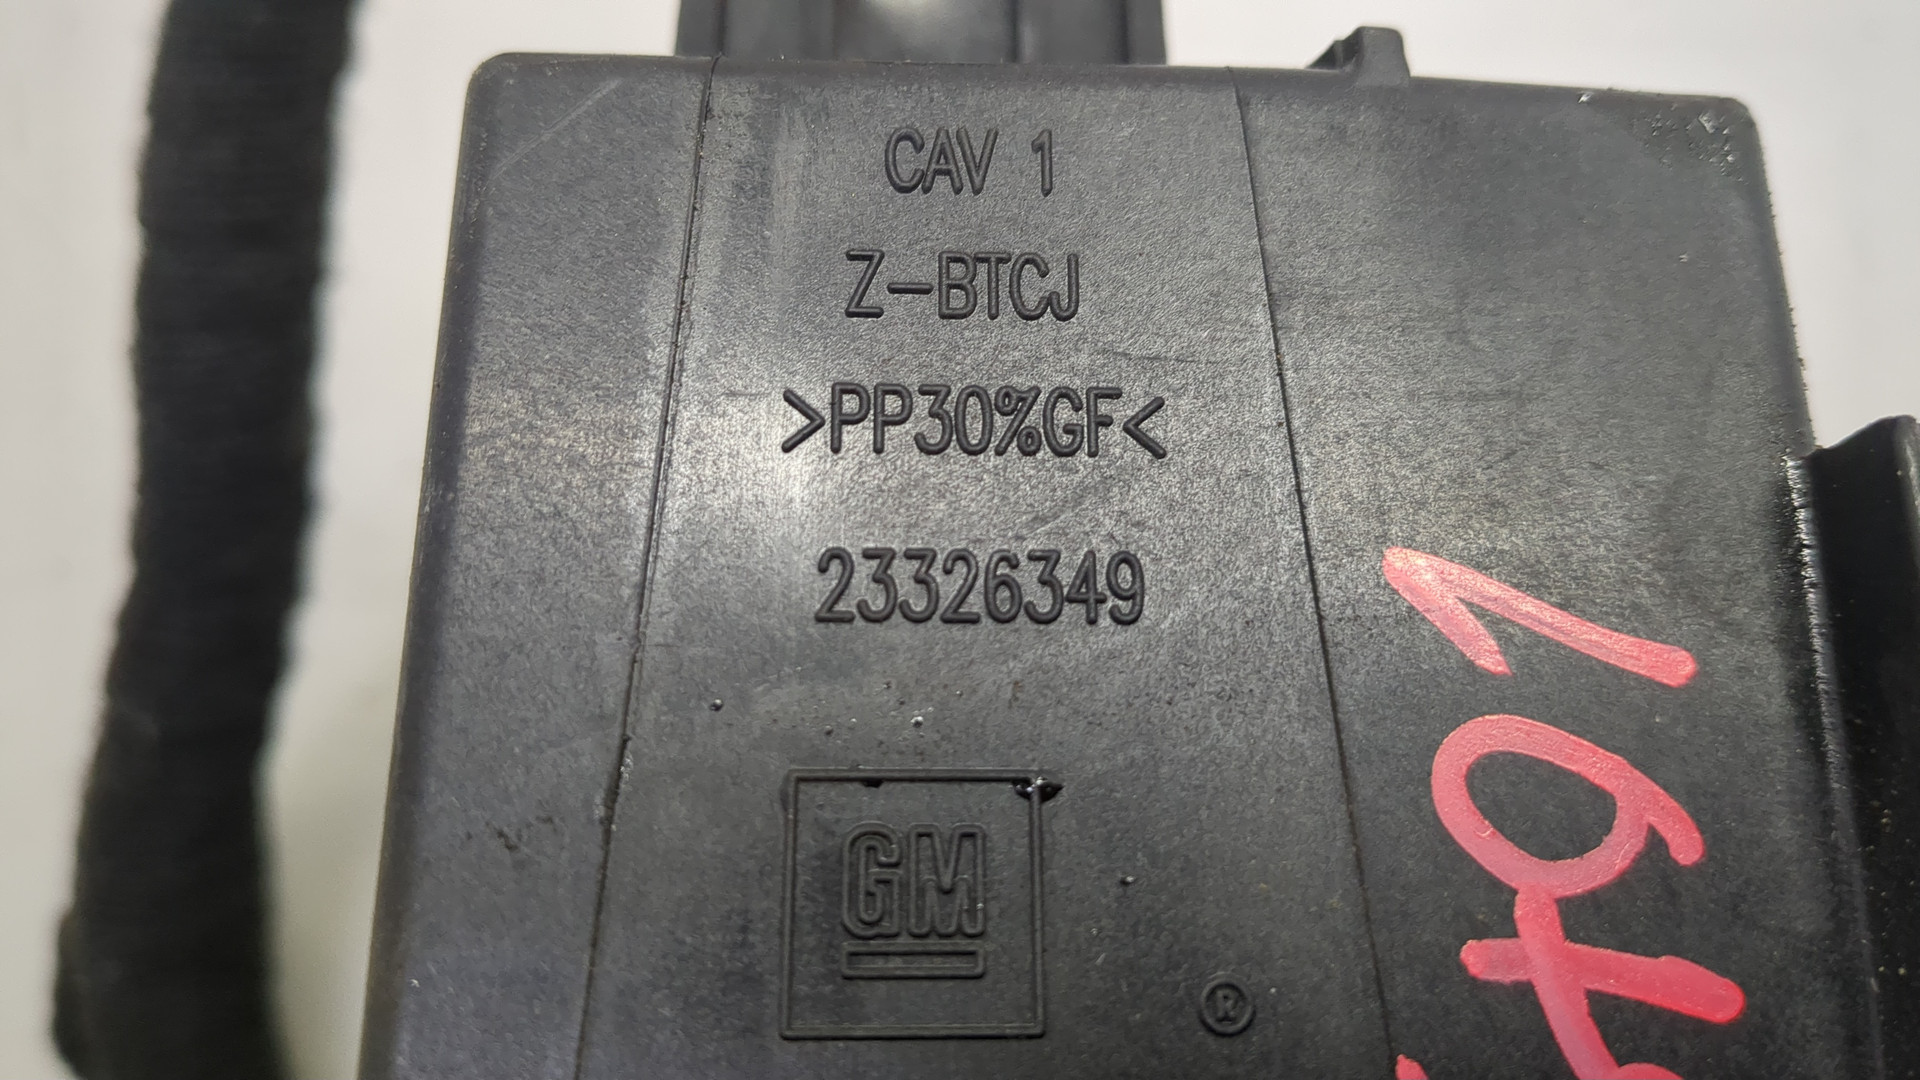 CAV 1
Z-BTCJ
>PP30%GF<
23326349
GM
®